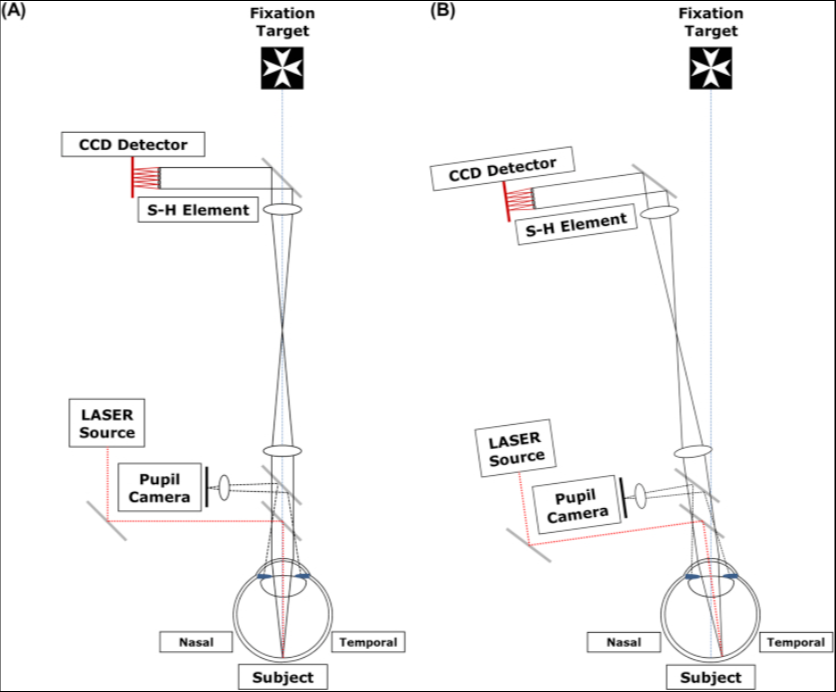 (A)
Fixation
Target
CCD Detector
S-H Element
LASER
Source
Pupil
Camera
Nasal
Temporal
Subject
(B)
Fixation
Target
CCD Detector
S-H Element
LASER
Source
Pupil
Camera
Nasal
Temporal
Subject